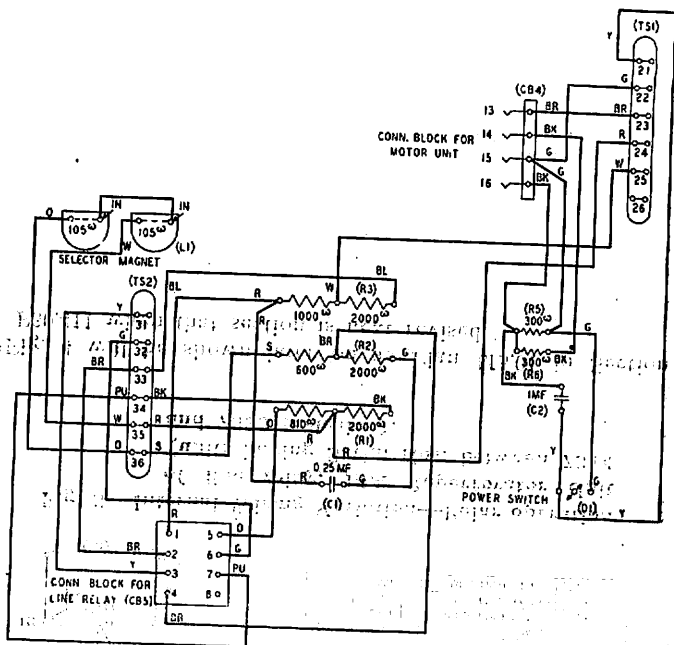 (TS1)
Y
21
G
22
(CB4)
13
BR
BR
23
14
BK
R
24
CONN. BLOCK FOR
MOTOR UNIT
15
G
G
W
25
16
BK
26
IN
IN
O
105ω
W
105ω
(L1)
SELECTOR MAGNET
(TS2)
BL
BL
Y
31
R
W
(R3)
1000ω
2000ω
R
G
32
BR
(R2)
S
G
600ω
2000ω
BR
33
PU
34
BK
BK
W
35
R
O
810ω
2000ω
R
(R1)
R
O
36
S
(R5)
300ω
G
BK
300ω
(R6)
BK
1MF
(C2)
0.25 MF
R
G
(C1)
Y
G
POWER SWITCH
(D1)
Y
R
1
5
O
BR
2
6
G
Y
3
7
PU
4
8
BR
CONN BLOCK FOR
LINE RELAY (CB5)